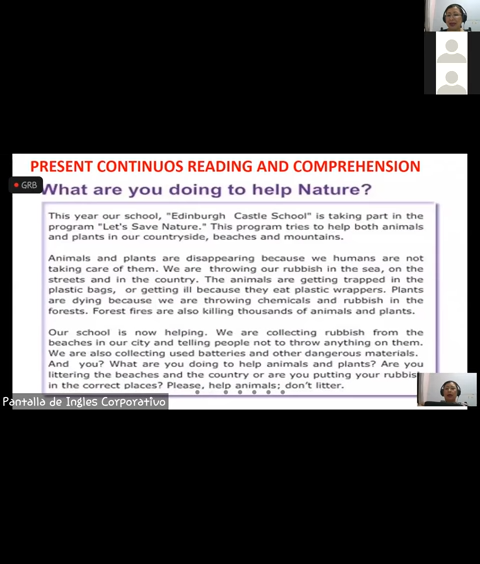 PRESENT CONTINUOS READING AND COMPREHENSION
GRB
What are you doing to help Nature?
This year our school, "Edinburgh Castle School" is taking part in the
program "Let's Save Nature." This program tries to help both animals
and plants in our countryside, beaches and mountains.
Animals and plants are disappearing because we humans are not
taking care of them. We are throwing our rubbish in the sea, on the
streets and in the country. The animals are getting trapped in the
plastic bags, or getting ill because they eat plastic wrappers. Plants
are dying because we are throwing chemicals and rubbish in the
forests. Forest fires are also killing thousands of animals and plants.
Our school is now helping. We are collecting rubbish from the
beaches in our city and telling people not to throw anything on them.
We are also collecting used batteries and other dangerous materials.
And you? What are you doing to help animals and plants? Are you
littering the beaches and the country or are you putting your rubbish
in the correct places? Please, help animals; don't litter.
Pantalla de Ingles Corporativo